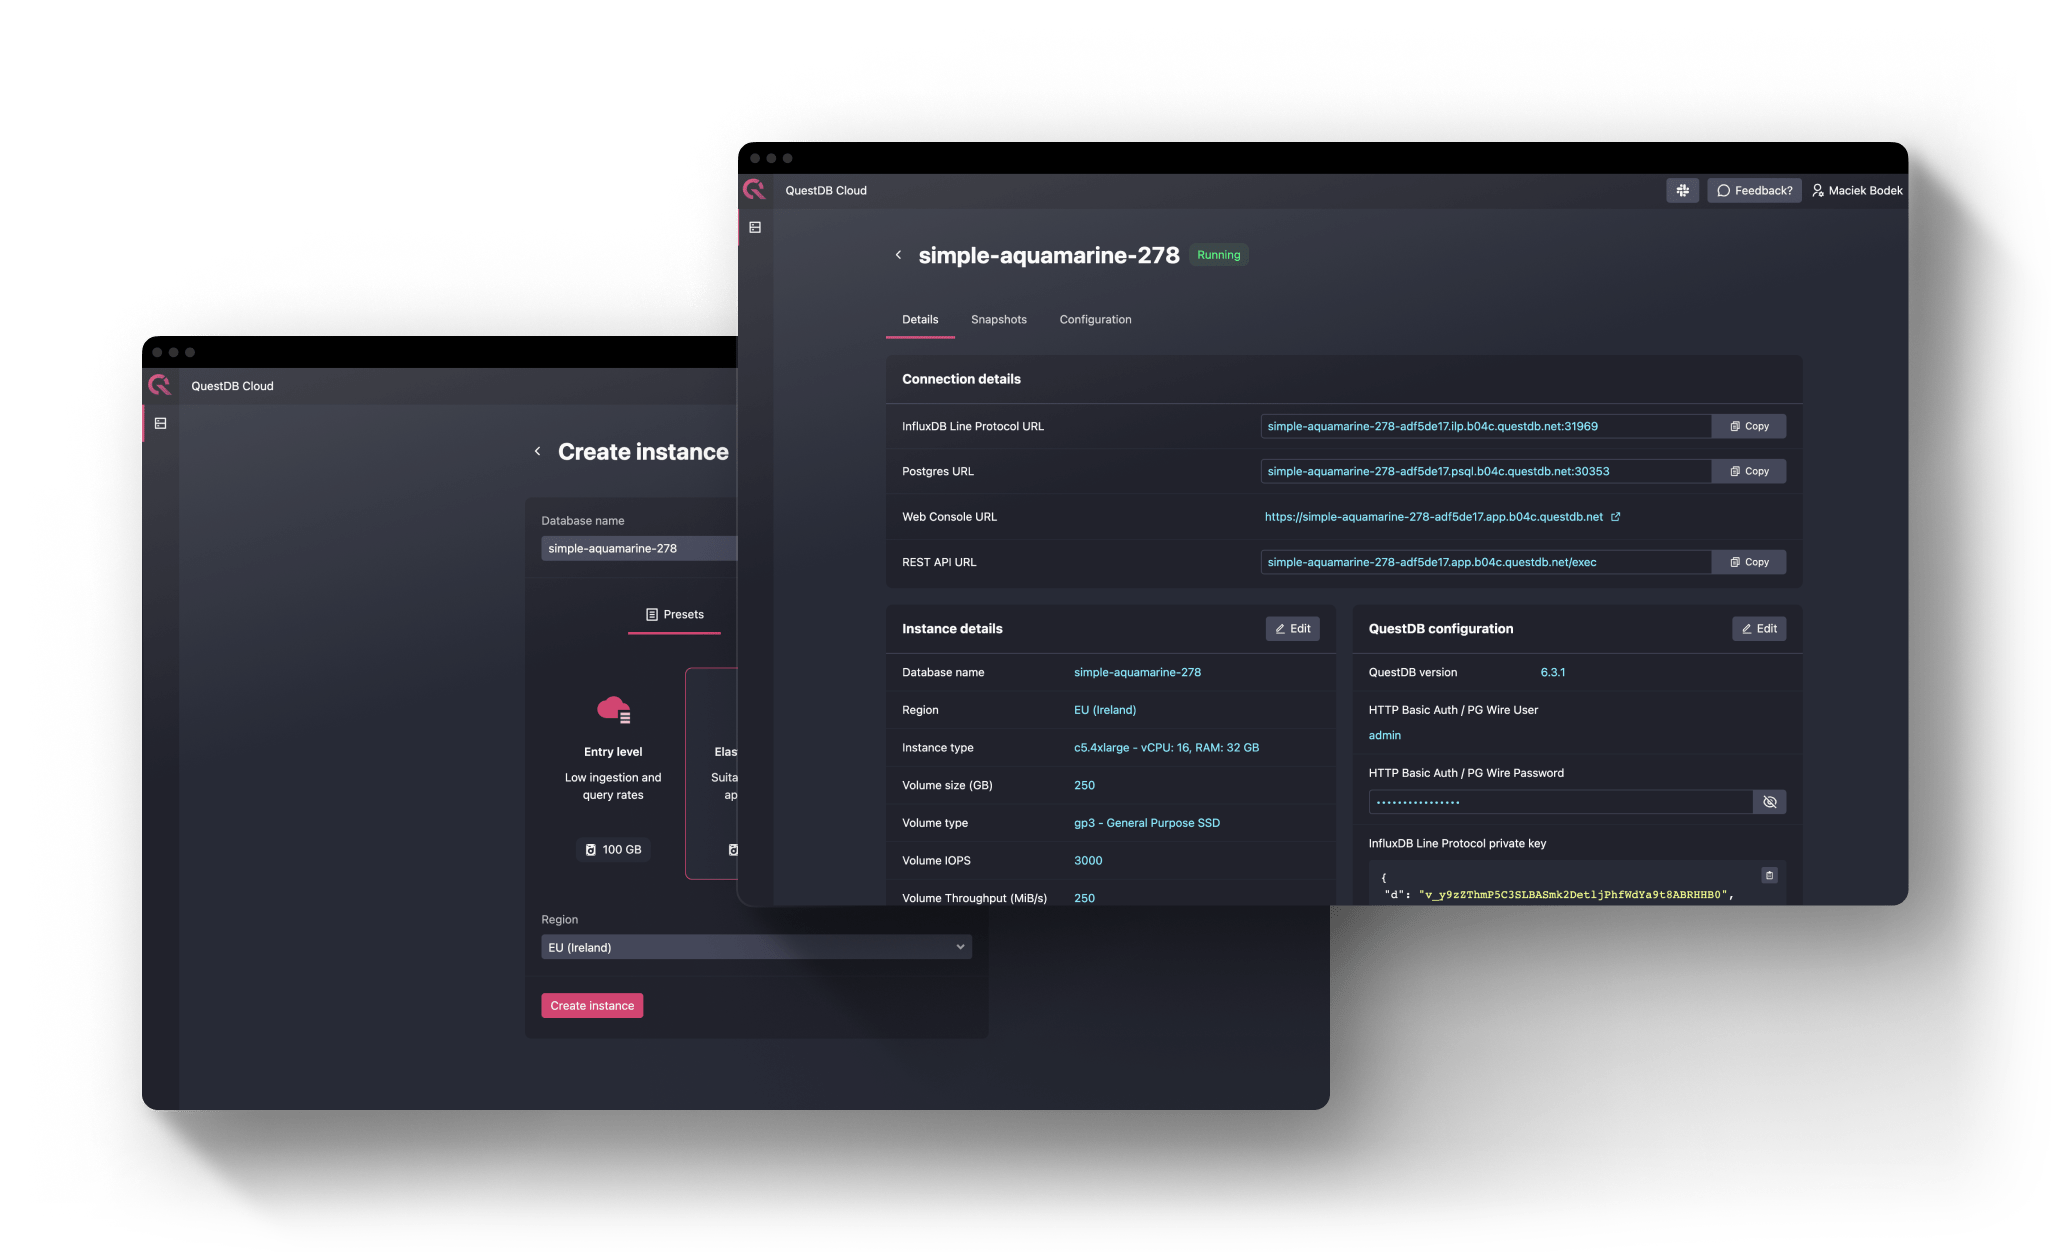 QuestDB Cloud
Feedback?
Maciek Bodek
simple-aquamarine-278
Running
Details
Snapshots
Configuration
Connection details
InfluxDB Line Protocol URL
simple-aquamarine-278-adf5de17.ilp.b04c.questdb.net:31969
Copy
Postgres URL
simple-aquamarine-278-adf5de17.psql.b04c.questdb.net:30353
Copy
Web Console URL
https://simple-aquamarine-278-adf5de17.app.b04c.questdb.net
REST API URL
simple-aquamarine-278-adf5de17.app.b04c.questdb.net/exec
Copy
Instance details
Edit
Database name
simple-aquamarine-278
Region
EU (Ireland)
Instance type
c5.4xlarge - vCPU: 16, RAM: 32 GB
Volume size (GB)
250
Volume type
gp3 - General Purpose SSD
Volume IOPS
3000
Volume Throughput (MiB/s)
250
QuestDB configuration
Edit
QuestDB version
6.3.1
HTTP Basic Auth / PG Wire User
admin
HTTP Basic Auth / PG Wire Password
••••••••••••••••
InfluxDB Line Protocol private key
{
"d": "v_y9zZThmP5C3SLBASmk2DetljPhfWdYa9t8ABRHHB0",
QuestDB Cloud
Create instance
Database name
simple-aquamarine-278
Presets
Entry level
Low ingestion and
query rates
100 GB
Elas
Suita
ap
Region
EU (Ireland)
Create instance